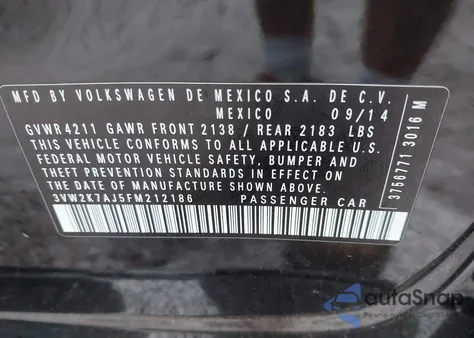 MFD BY VOLKSWAGEN DE MEXICO S.A. DE C.V.
MEXICO 09/14
GVWR 4211 GAWR FRONT 2138 / REAR 2183 LBS
THIS VEHICLE CONFORMS TO ALL APPLICABLE U.S.
FEDERAL MOTOR VEHICLE SAFETY, BUMPER AND
THEFT PREVENTION STANDARDS IN EFFECT ON THE
DATE OF MANUFACTURE SHOWN ABOVE.
3VW2K7AJ5FM212186 PASSENGER CAR
3756771 3016 M
autoSnap